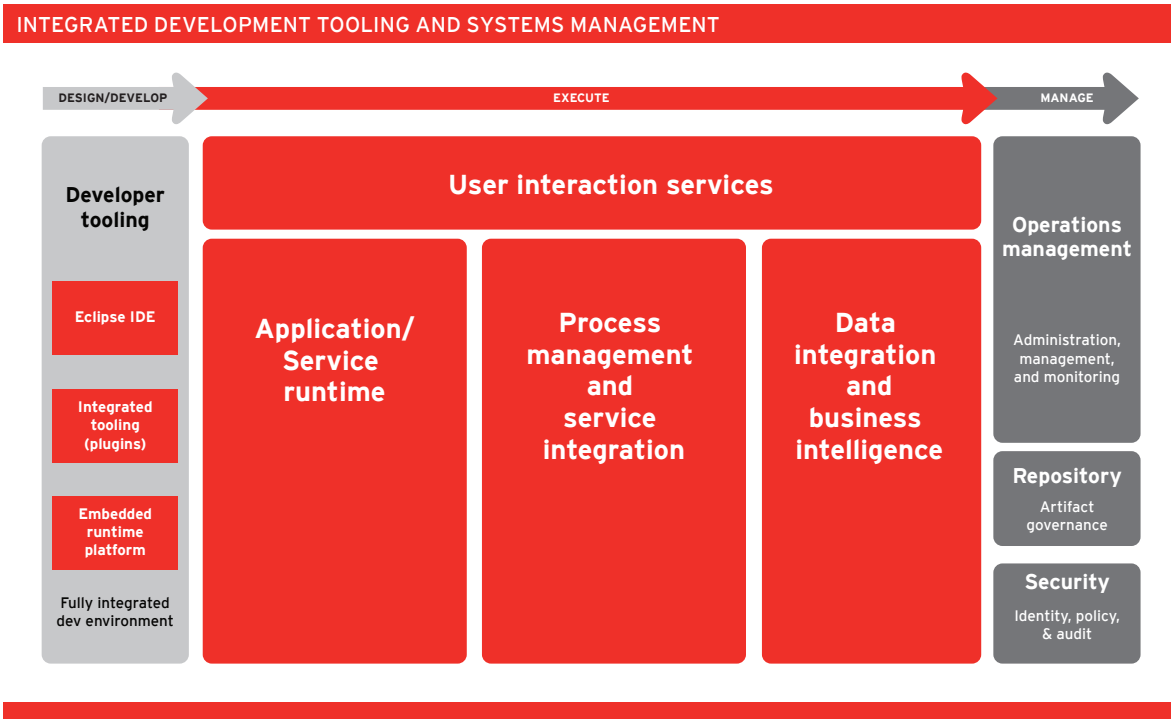 INTEGRATED DEVELOPMENT TOOLING AND SYSTEMS MANAGEMENT
DESIGN/DEVELOP
EXECUTE
MANAGE
Developer
tooling
Eclipse IDE
Integrated
tooling
(plugins)
Embedded
runtime
platform
Fully integrated
dev environment
User interaction services
Application/
Service
runtime
Process
management
and
service
integration
Data
integration
and
business
intelligence
Operations
management
Administration,
management,
and monitoring
Repository
Artifact
governance
Security
Identity, policy,
& audit